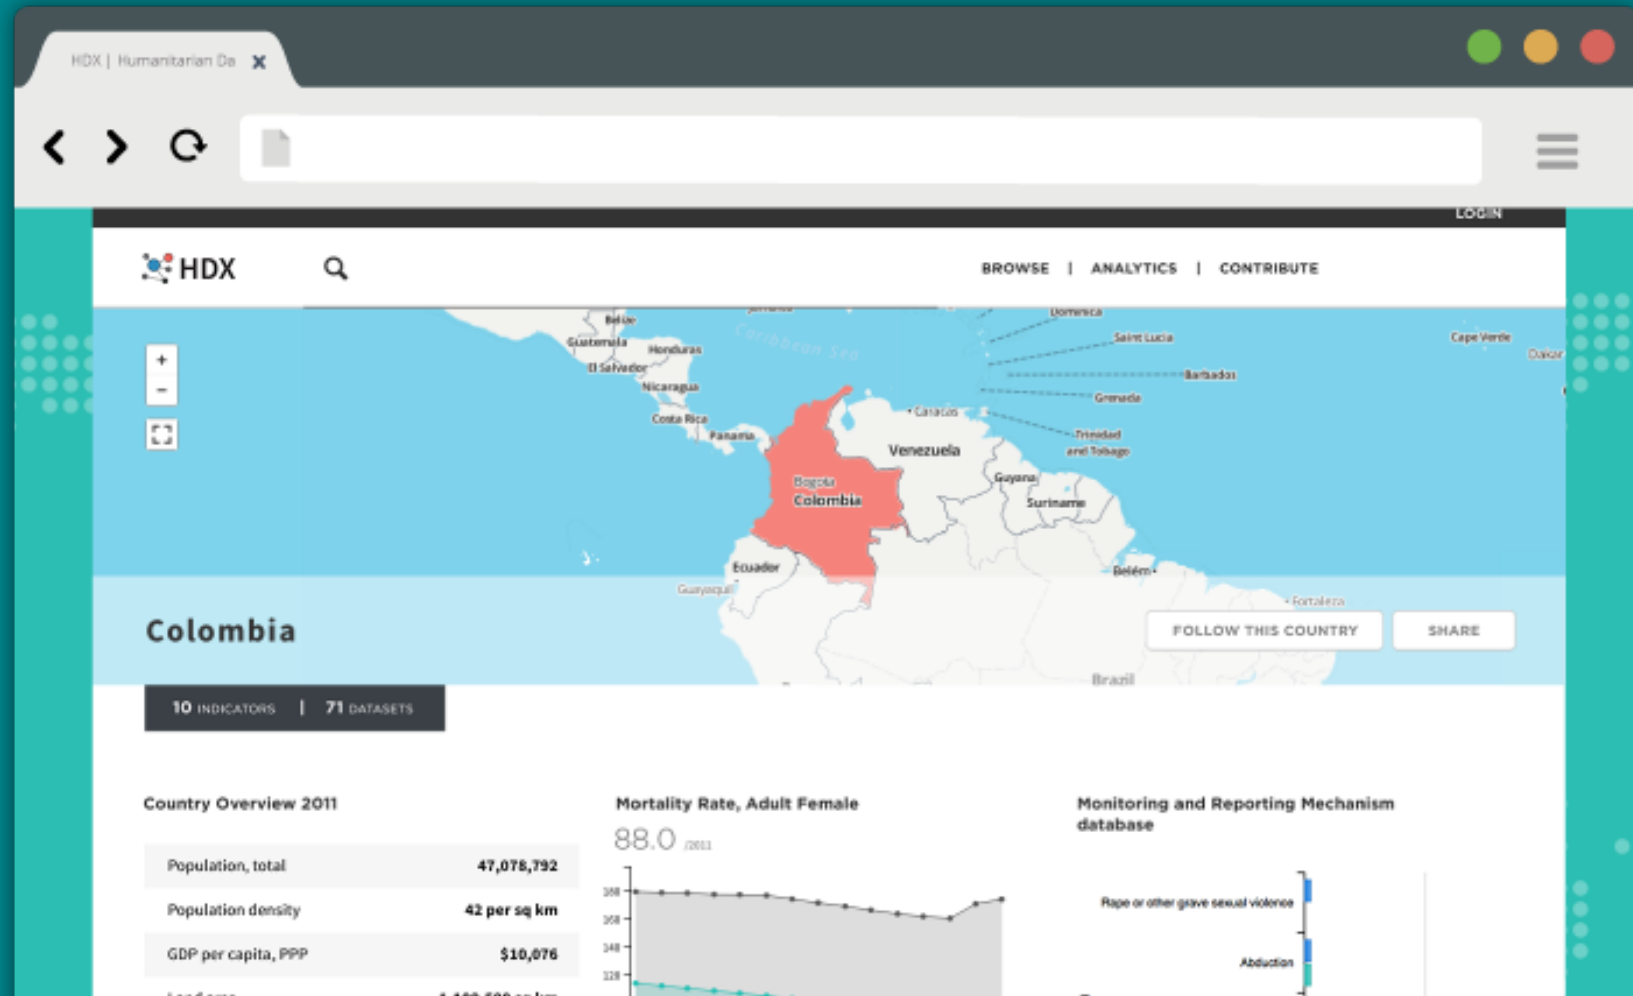 HDX | Humanitarian Da x
LOGIN
HDX
BROWSE | ANALYTICS | CONTRIBUTE
Caribbean Sea
Belize
Guatemala
Honduras
El Salvador
Nicaragua
Costa Rica
Panama
Dominica
Saint Lucia
Barbados
Grenada
Trinidad
and Tobago
Cape Verde
Dakar
+
−
Caracas
Venezuela
Guyana
Suriname
Bogota
Colombia
Ecuador
Guayaquil
Belém
Fortaleza
Brazil
Colombia
FOLLOW THIS COUNTRY
SHARE
10 INDICATORS | 71 DATASETS
Country Overview 2011
Population, total 47,078,792
Population density 42 per sq km
GDP per capita, PPP $10,076
Mortality Rate, Adult Female
88.0 /2011
180
160
140
120
Monitoring and Reporting Mechanism
database
Rape or other grave sexual violence
Abduction